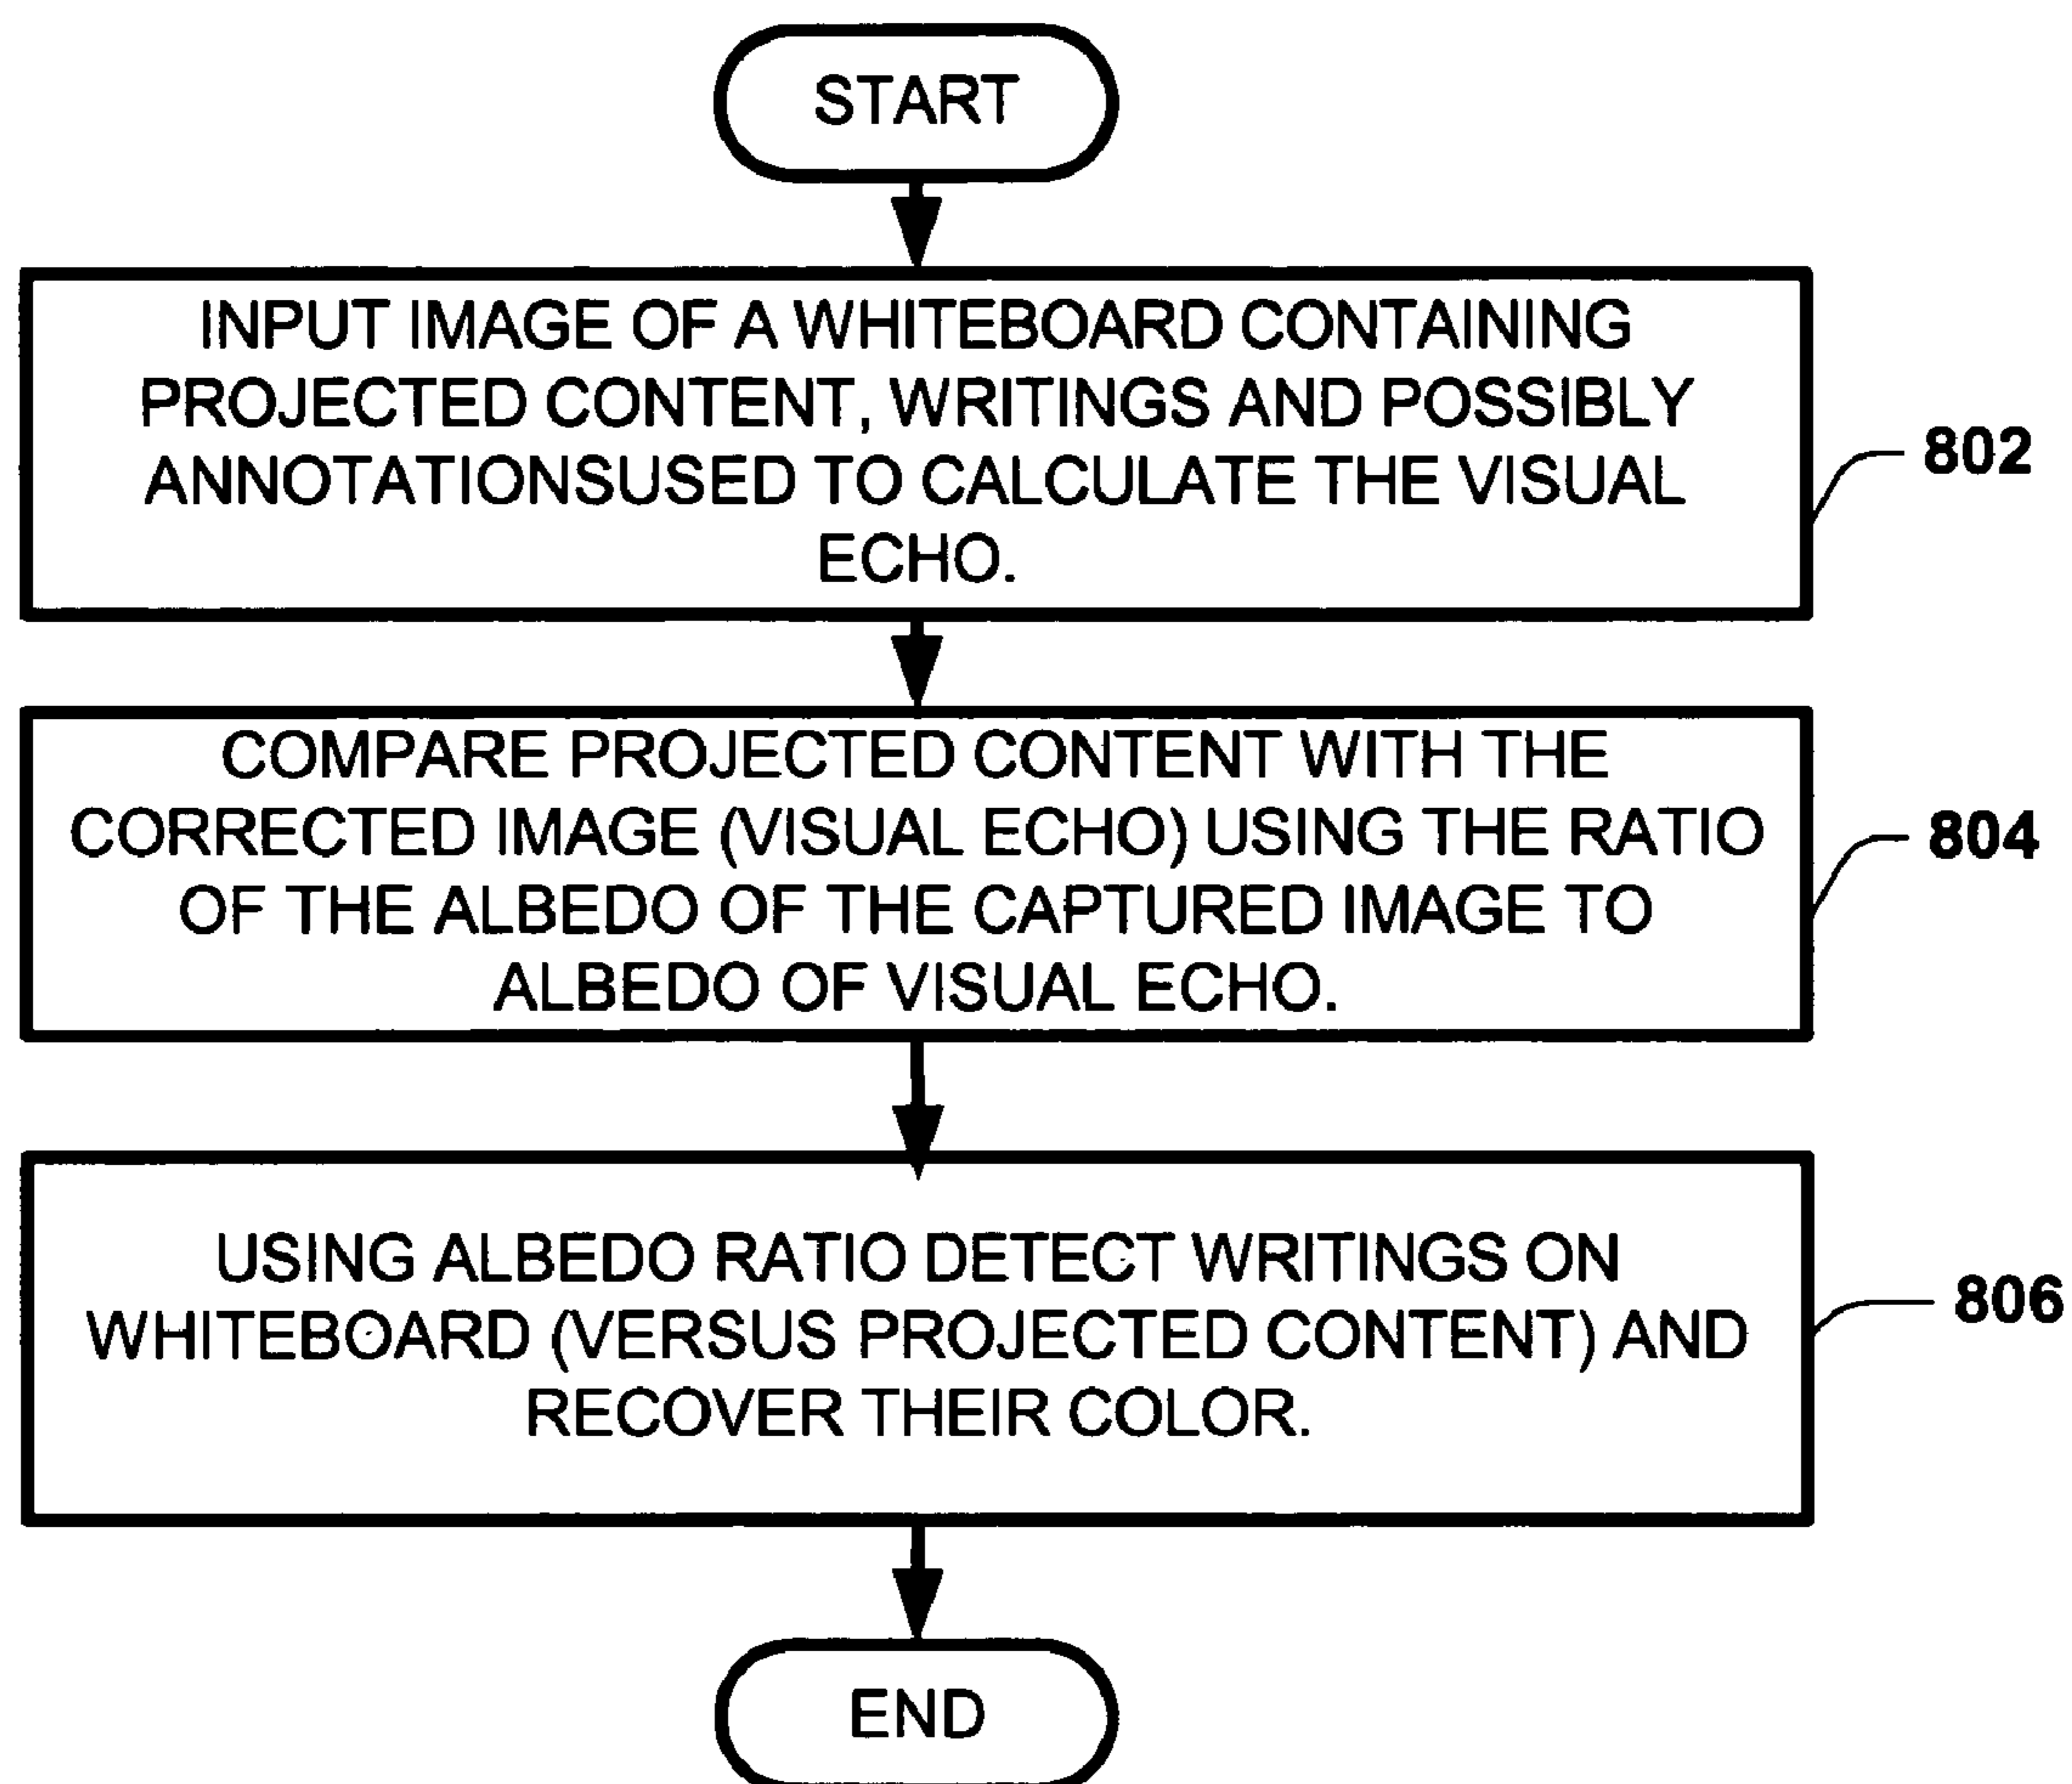 START
INPUT IMAGE OF A WHITEBOARD CONTAINING
PROJECTED CONTENT, WRITINGS AND POSSIBLY
ANNOTATIONSUSED TO CALCULATE THE VISUAL
ECHO.
802
COMPARE PROJECTED CONTENT WITH THE
CORRECTED IMAGE (VISUAL ECHO) USING THE RATIO
OF THE ALBEDO OF THE CAPTURED IMAGE TO
ALBEDO OF VISUAL ECHO.
804
USING ALBEDO RATIO DETECT WRITINGS ON
WHITEBOARD (VERSUS PROJECTED CONTENT) AND
RECOVER THEIR COLOR.
806
END